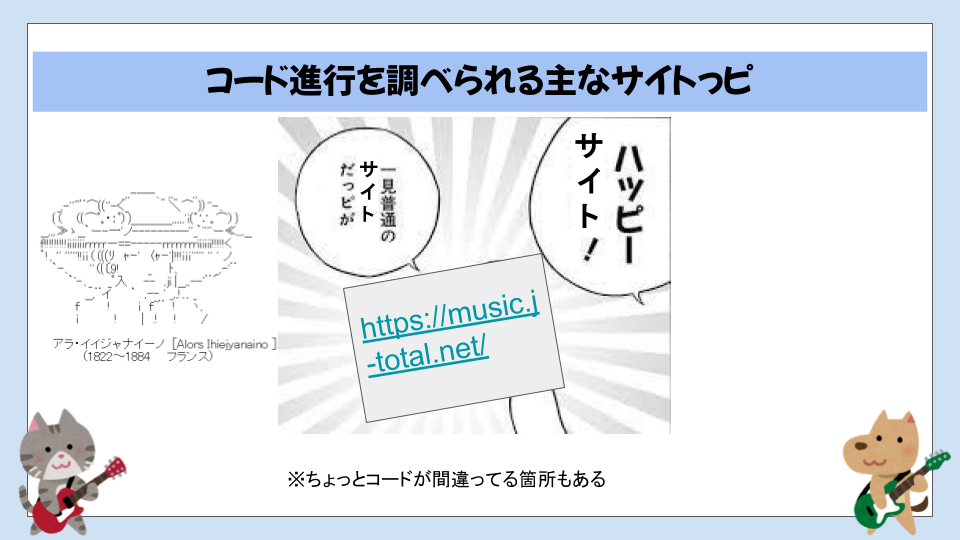 コード進行を調べられる主なサイトっピ
ハッピー
サイト！
一見普通の
サイト
だっピが
https://music.j
-total.net/
アラ・イイジャナイーノ [Alors Ihiejyanaino ]
（1822～1884 フランス）
※ちょっとコードが間違ってる箇所もある